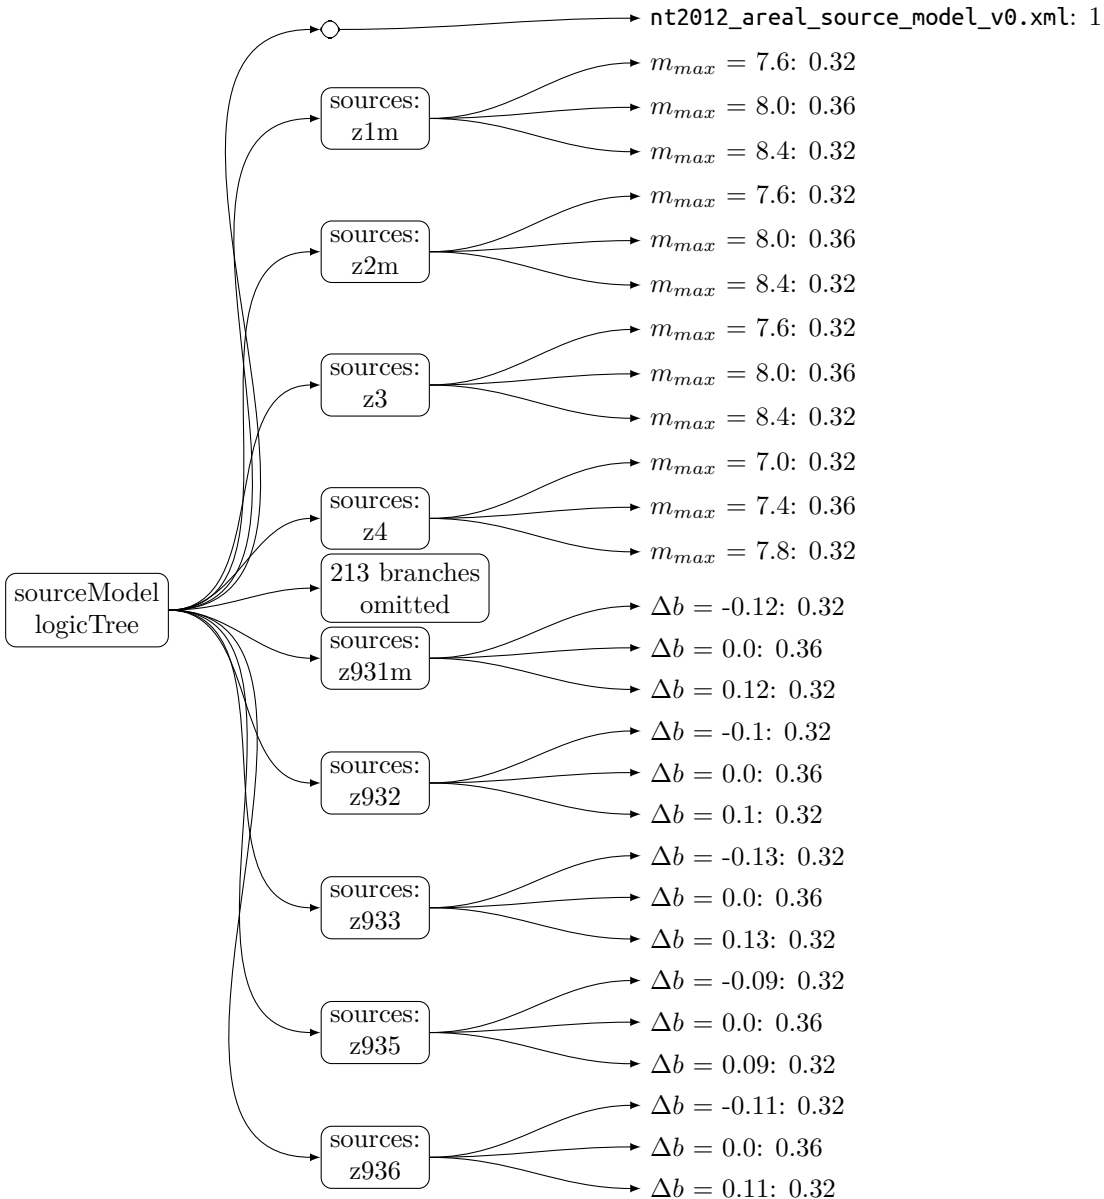 nt2012_areal_source_model_v0.xml: 1
sources:
z1m
m_max = 7.6: 0.32
m_max = 8.0: 0.36
m_max = 8.4: 0.32
sources:
z2m
m_max = 7.6: 0.32
m_max = 8.0: 0.36
m_max = 8.4: 0.32
sources:
z3
m_max = 7.6: 0.32
m_max = 8.0: 0.36
m_max = 8.4: 0.32
sources:
z4
m_max = 7.0: 0.32
m_max = 7.4: 0.36
m_max = 7.8: 0.32
sourceModel
logicTree
213 branches
omitted
sources:
z931m
Δb = -0.12: 0.32
Δb = 0.0: 0.36
Δb = 0.12: 0.32
sources:
z932
Δb = -0.1: 0.32
Δb = 0.0: 0.36
Δb = 0.1: 0.32
sources:
z933
Δb = -0.13: 0.32
Δb = 0.0: 0.36
Δb = 0.13: 0.32
sources:
z935
Δb = -0.09: 0.32
Δb = 0.0: 0.36
Δb = 0.09: 0.32
sources:
z936
Δb = -0.11: 0.32
Δb = 0.0: 0.36
Δb = 0.11: 0.32